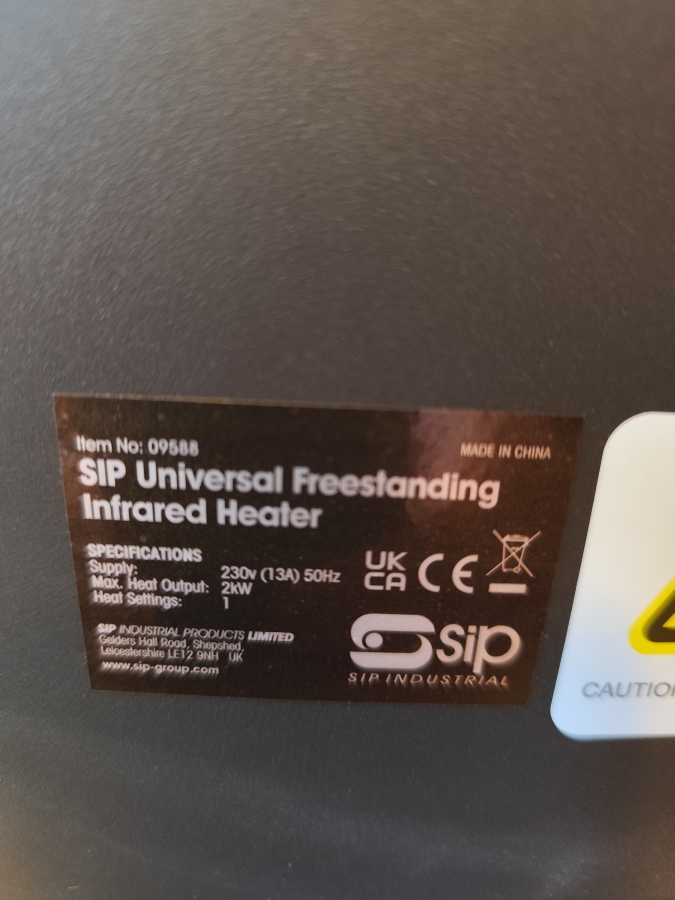 Item No: 09588
MADE IN CHINA
SIP Universal Freestanding
Infrared Heater
SPECIFICATIONS
Supply: 230v (13A) 50Hz
Max. Heat Output: 2kW
Heat Settings: 1
UK
CA
CE
SIP INDUSTRIAL PRODUCTS LIMITED
Gelders Hall Road, Shepshed,
Leicestershire LE12 9NH UK
www.sip-group.com
sip
SIP INDUSTRIAL
CAUTION